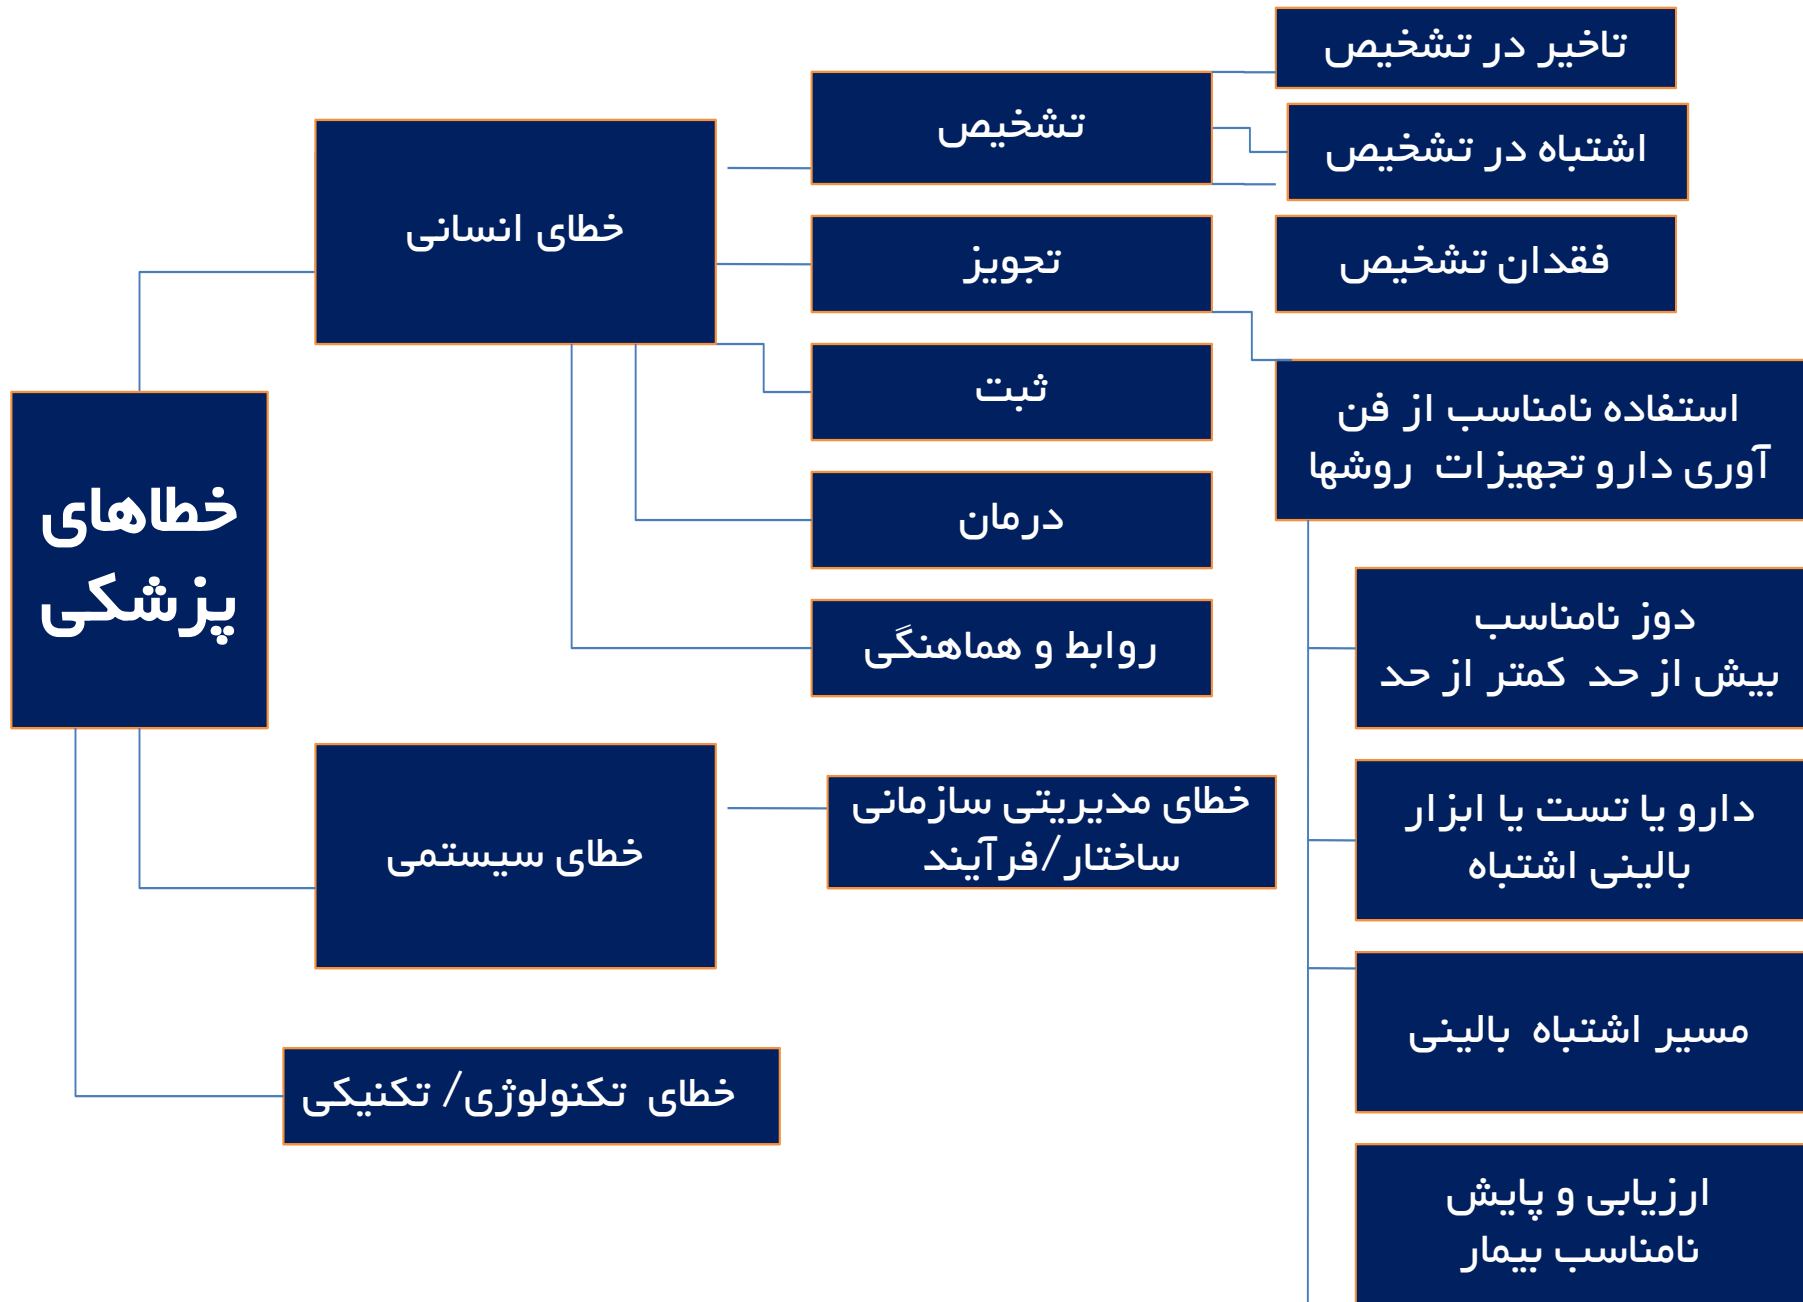 خطاهای
پزشکی
خطای انسانی
تشخیص
تاخیر در تشخیص
اشتباه در تشخیص
فقدان تشخیص
تجویز
استفاده نامناسب از فن
آوری دارو تجهیزات روشها
دوز نامناسب
بیش از حد کمتر از حد
دارو یا تست یا ابزار
بالینی اشتباه
مسیر اشتباه بالینی
ارزیابی و پایش
نامناسب بیمار
ثبت
درمان
روابط و هماهنگی
خطای سیستمی
خطای مدیریتی سازمانی
ساختار/فرآیند
خطای تکنولوژی/ تکنیکی